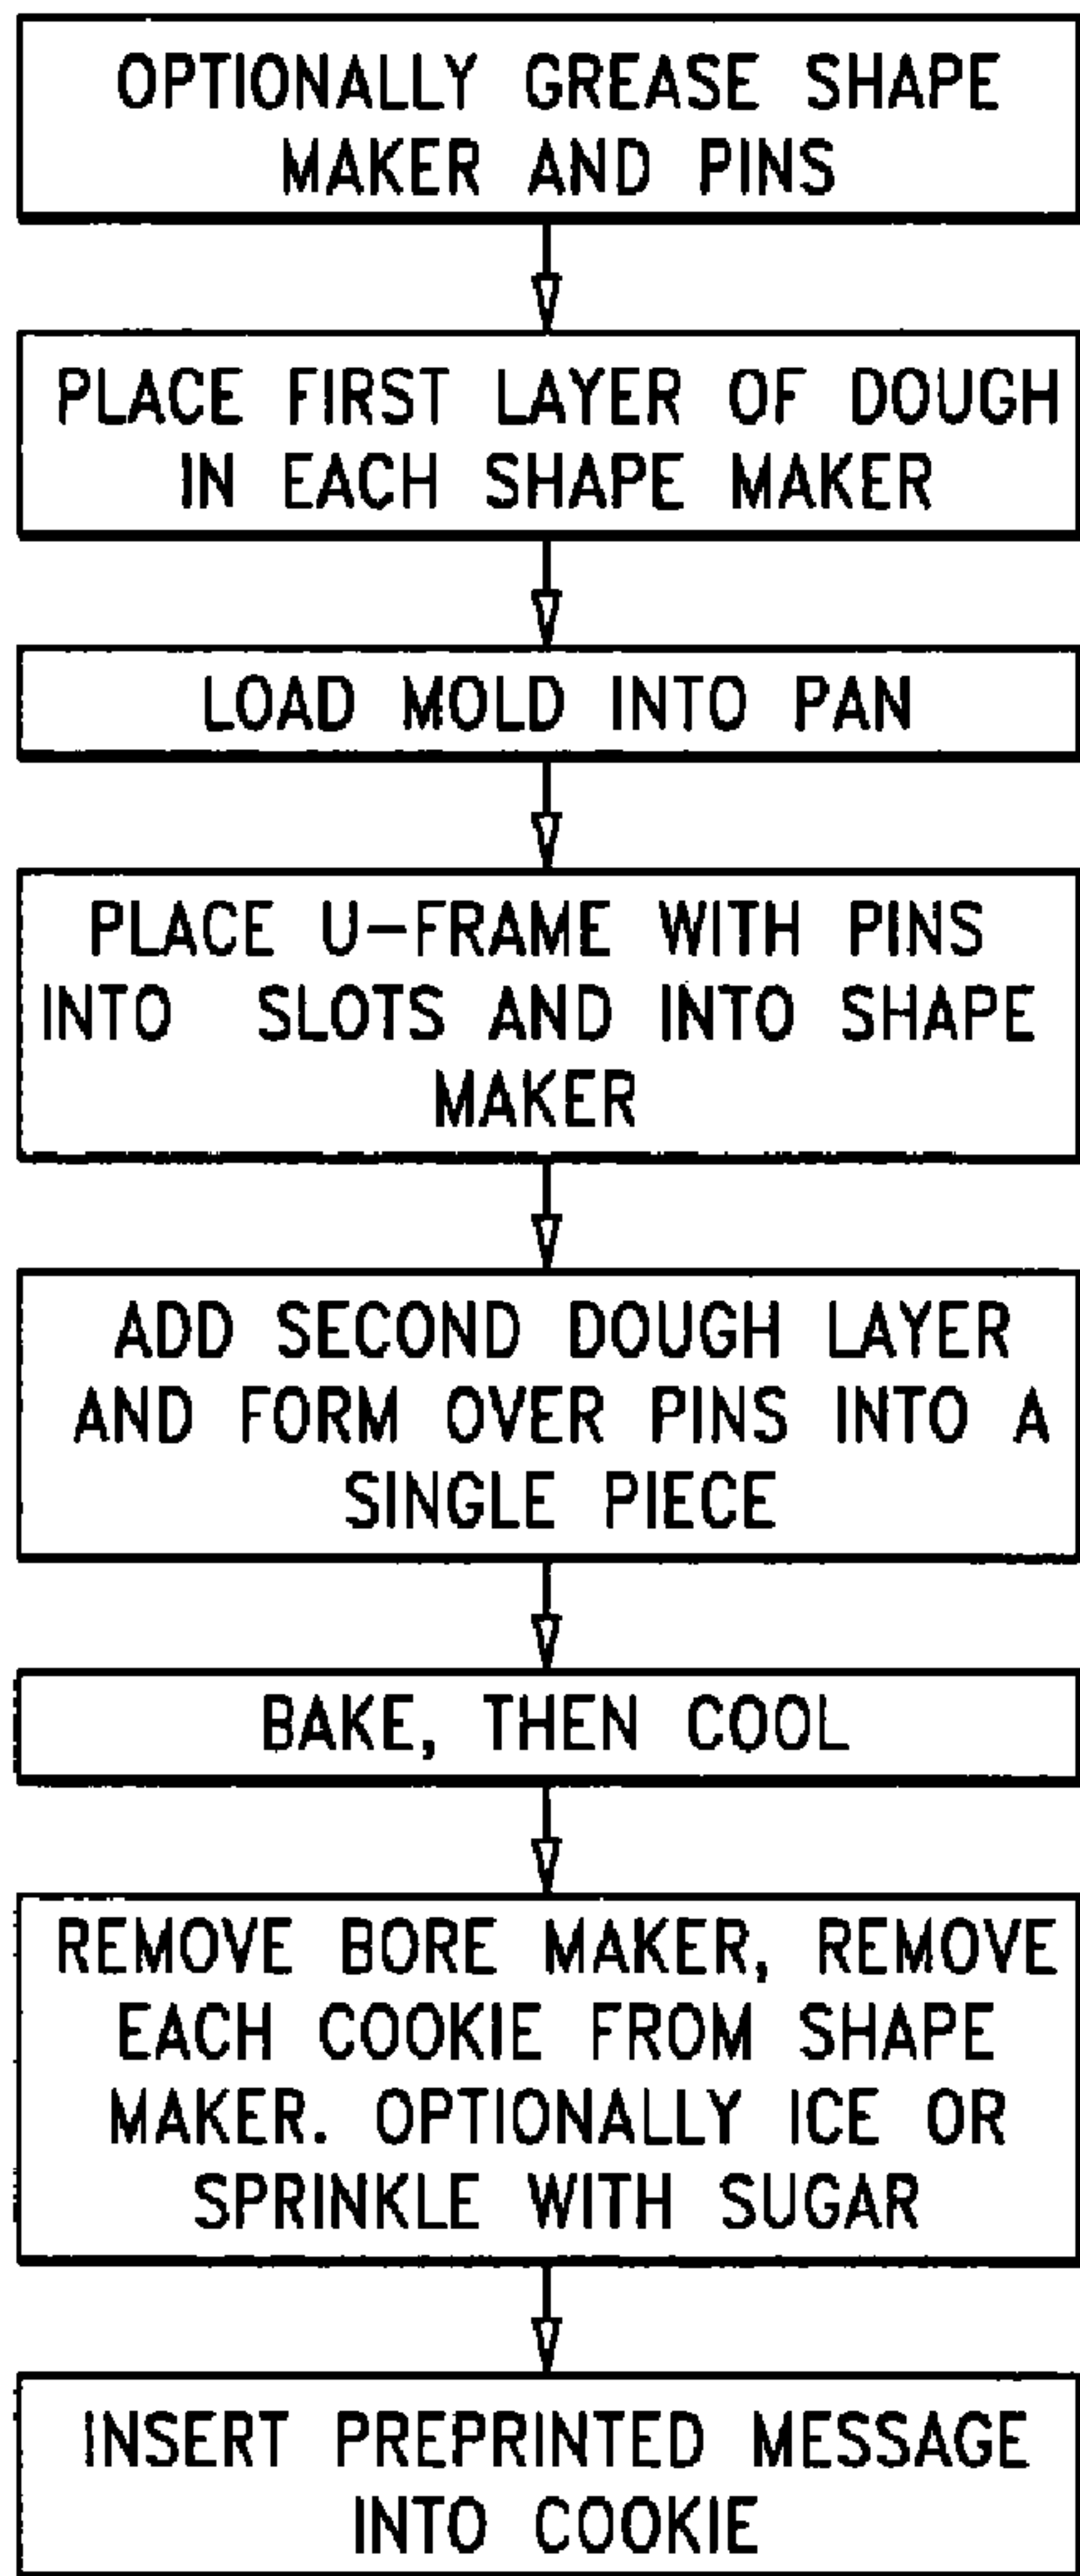 OPTIONALLY GREASE SHAPE
MAKER AND PINS
PLACE FIRST LAYER OF DOUGH
IN EACH SHAPE MAKER
LOAD MOLD INTO PAN
PLACE U-FRAME WITH PINS
INTO SLOTS AND INTO SHAPE
MAKER
ADD SECOND DOUGH LAYER
AND FORM OVER PINS INTO A
SINGLE PIECE
BAKE, THEN COOL
REMOVE BORE MAKER, REMOVE
EACH COOKIE FROM SHAPE
MAKER. OPTIONALLY ICE OR
SPRINKLE WITH SUGAR
INSERT PREPRINTED MESSAGE
INTO COOKIE